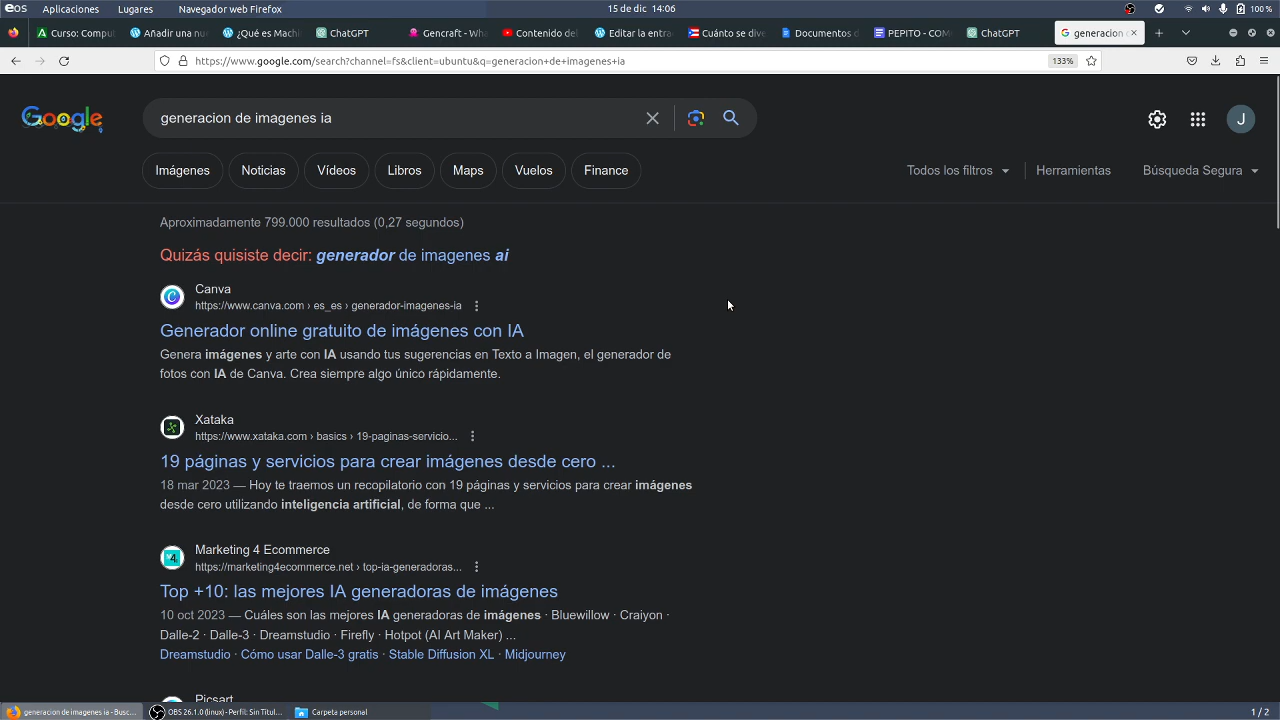 eos Aplicaciones Lugares Navegador web Firefox 15 de dic 14:06 100 %
Curso: Compu Añadir una nu ¿Qué es Mach ChatGPT Gencraft - Wha Contenido del Editar la entra Cuánto se dive Documentos d PEPITO - COM ChatGPT generacion d
https://www.google.com/search?channel=fs&client=ubuntu&q=generacion+de+imagenes+ia 133%
Google generacion de imagenes ia J
Imágenes Noticias Vídeos Libros Maps Vuelos Finance Todos los filtros Herramientas Búsqueda Segura
Aproximadamente 799.000 resultados (0,27 segundos)
Quizás quisiste decir: generador de imagenes ai
Canva
https://www.canva.com › es_es › generador-imagenes-ia
Generador online gratuito de imágenes con IA
Genera imágenes y arte con IA usando tus sugerencias en Texto a Imagen, el generador de
fotos con IA de Canva. Crea siempre algo único rápidamente.
Xataka
https://www.xataka.com › basics › 19-paginas-servicio...
19 páginas y servicios para crear imágenes desde cero ...
18 mar 2023 — Hoy te traemos un recopilatorio con 19 páginas y servicios para crear imágenes
desde cero utilizando inteligencia artificial, de forma que ...
Marketing 4 Ecommerce
https://marketing4ecommerce.net › top-ia-generadoras...
Top +10: las mejores IA generadoras de imágenes
10 oct 2023 — Cuáles son las mejores IA generadoras de imágenes · Bluewillow · Craiyon ·
Dalle-2 · Dalle-3 · Dreamstudio · Firefly · Hotpot (AI Art Maker) ...
Dreamstudio · Cómo usar Dalle-3 gratis · Stable Diffusion XL · Midjourney
Picsart
generacion de imagenes ia - Busc... OBS 26.1.0 (linux) - Perfil: Sin Títul... Carpeta personal 1 / 2